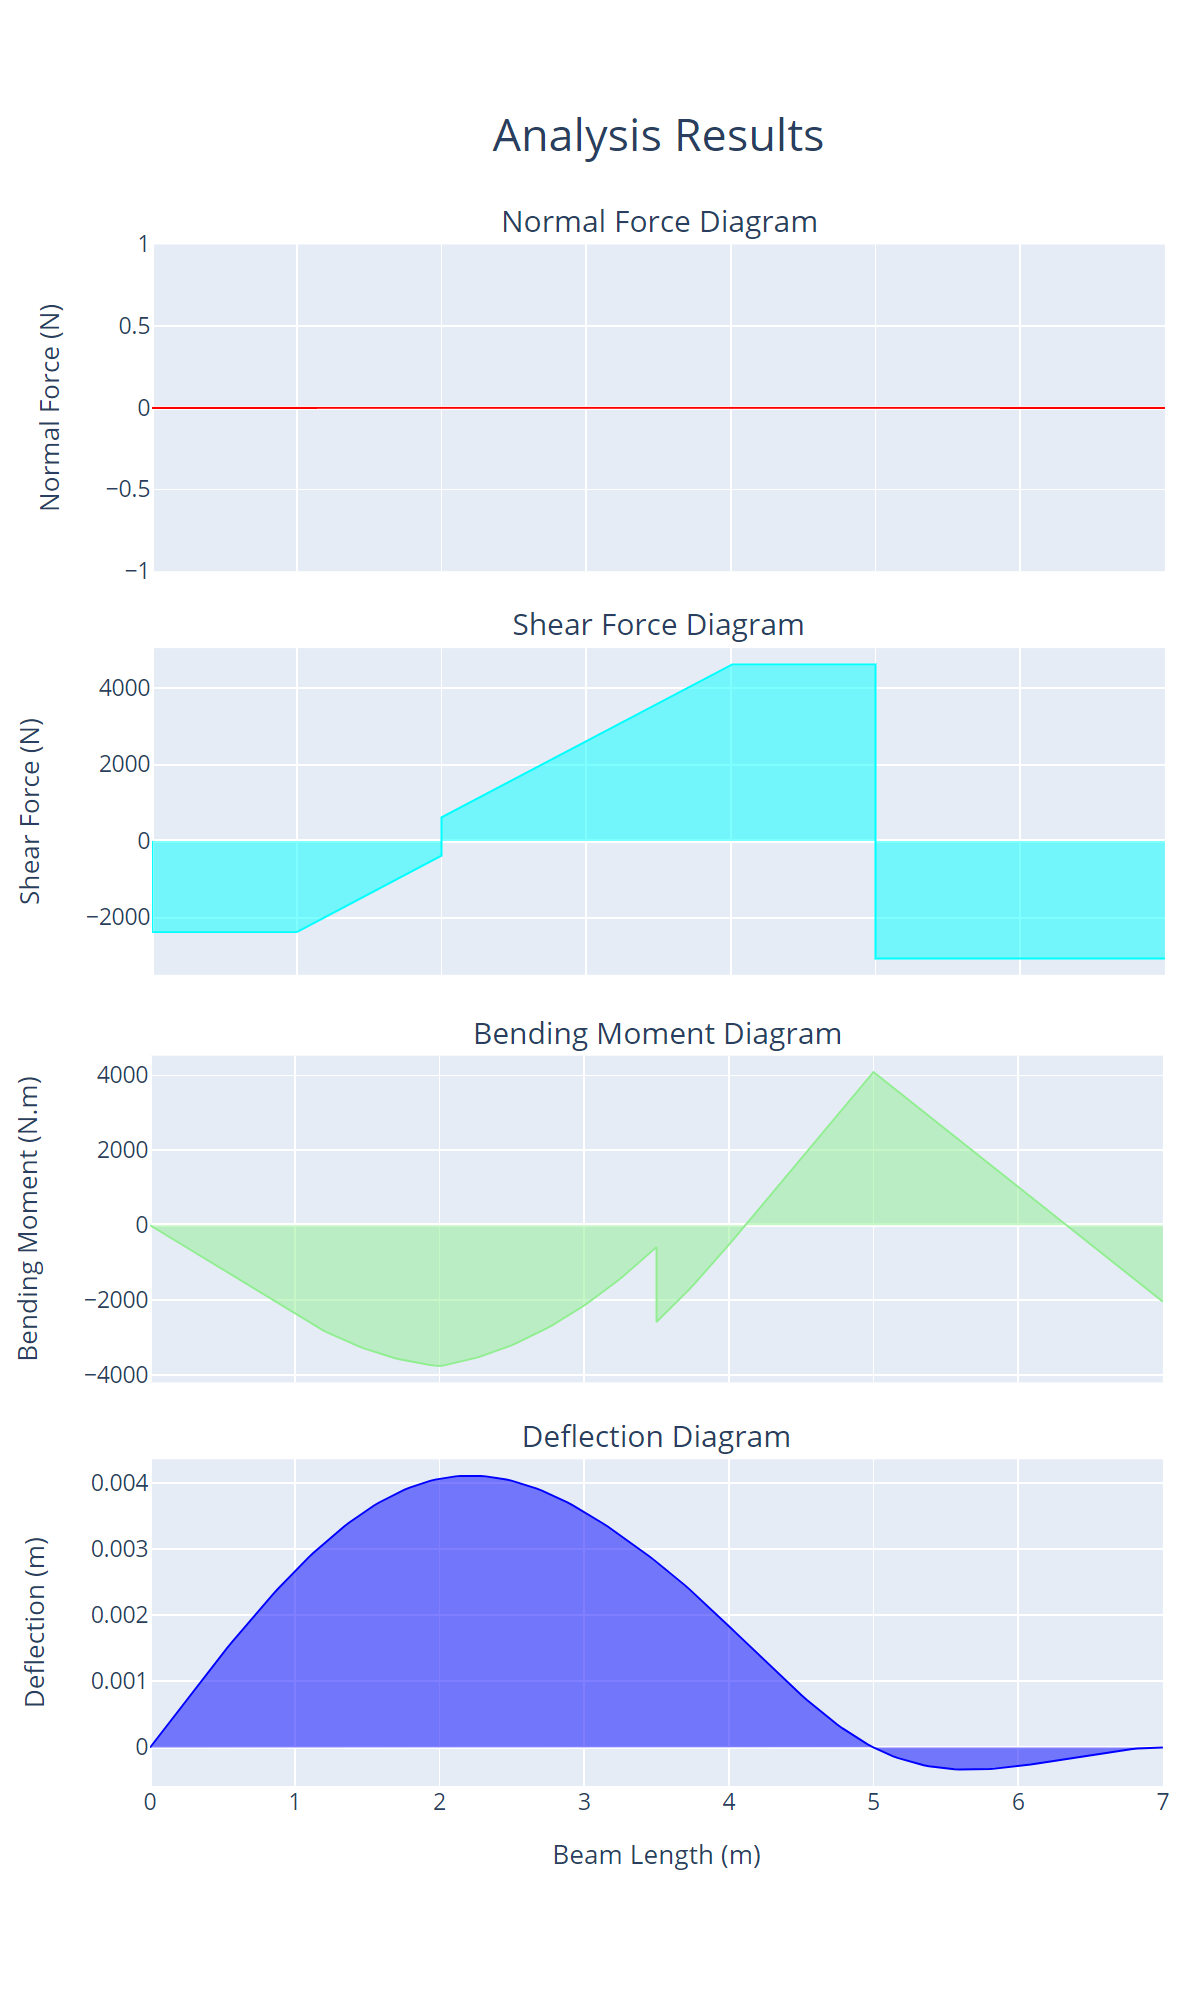 Analysis Results
Normal Force Diagram
Normal Force (N)
1
0.5
0
−0.5
−1
Shear Force Diagram
Shear Force (N)
4000
2000
0
−2000
Bending Moment Diagram
Bending Moment (N.m)
4000
2000
0
−2000
−4000
Deflection Diagram
Deflection (m)
0.004
0.003
0.002
0.001
0
0 1 2 3 4 5 6 7
Beam Length (m)